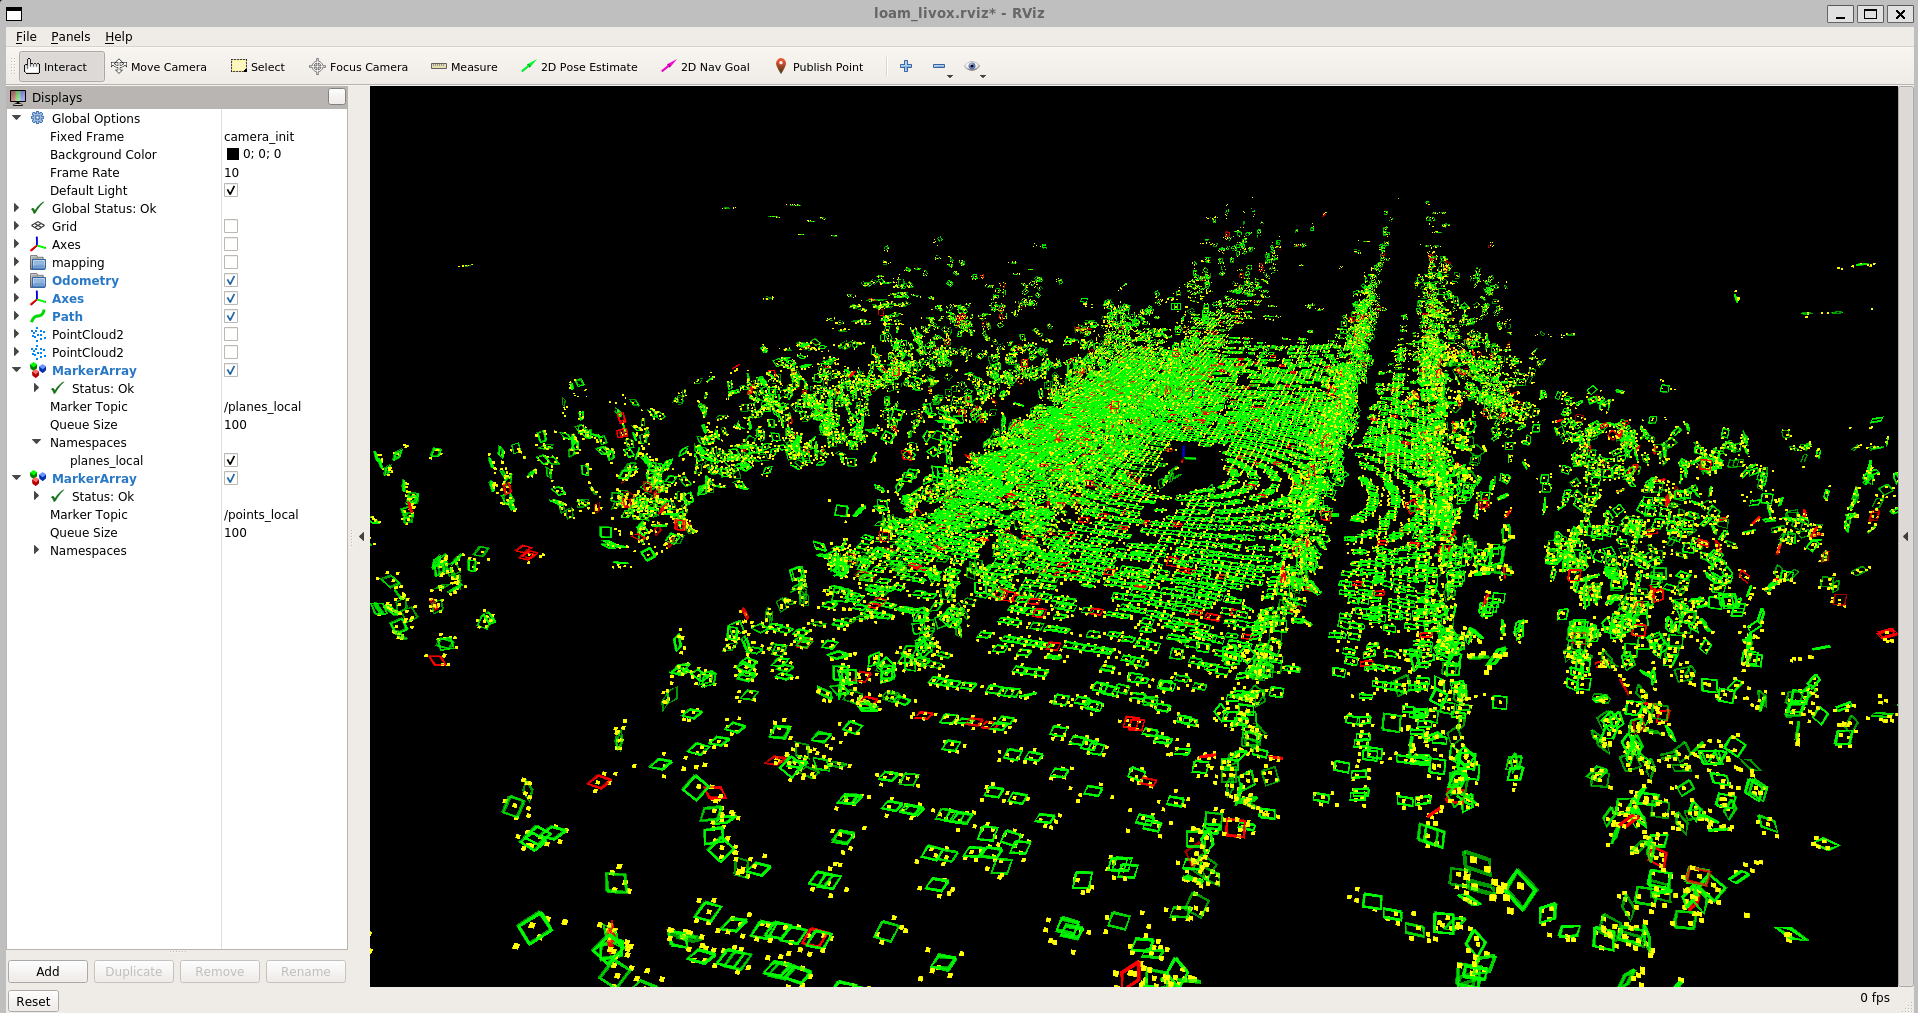 loam_livox.rviz* - RViz
File Panels Help
Interact Move Camera Select Focus Camera Measure 2D Pose Estimate 2D Nav Goal Publish Point
Displays
Global Options
Fixed Frame camera_init
Background Color 0; 0; 0
Frame Rate 10
Default Light
Global Status: Ok
Grid
Axes
mapping
Odometry
Axes
Path
PointCloud2
PointCloud2
MarkerArray
Status: Ok
Marker Topic /planes_local
Queue Size 100
Namespaces
planes_local
MarkerArray
Status: Ok
Marker Topic /points_local
Queue Size 100
Namespaces
Add Duplicate Remove Rename
Reset
0 fps